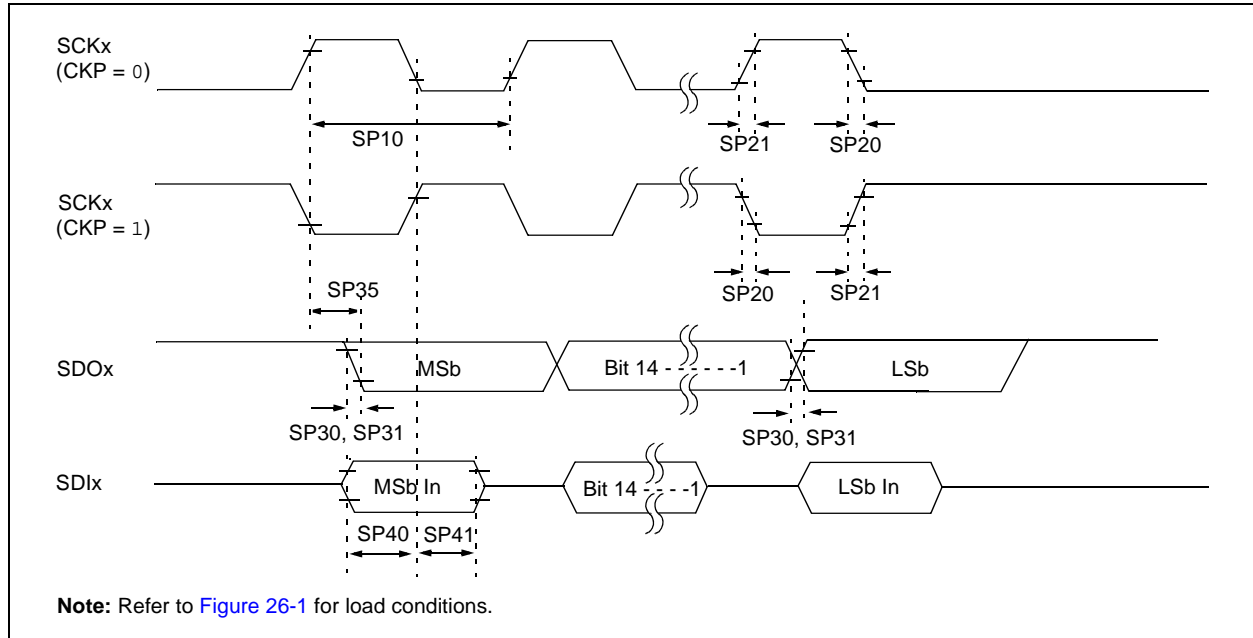 SCKx
(CKP = 0)
SP10
SP21
SP20
SCKx
(CKP = 1)
SP35
SP20
SP21
SDOx
MSb
Bit 14 - - - - - -1
LSb
SP30, SP31
SP30, SP31
SDIx
MSb In
Bit 14 - - - -1
LSb In
SP40
SP41
Note: Refer to Figure 26-1 for load conditions.